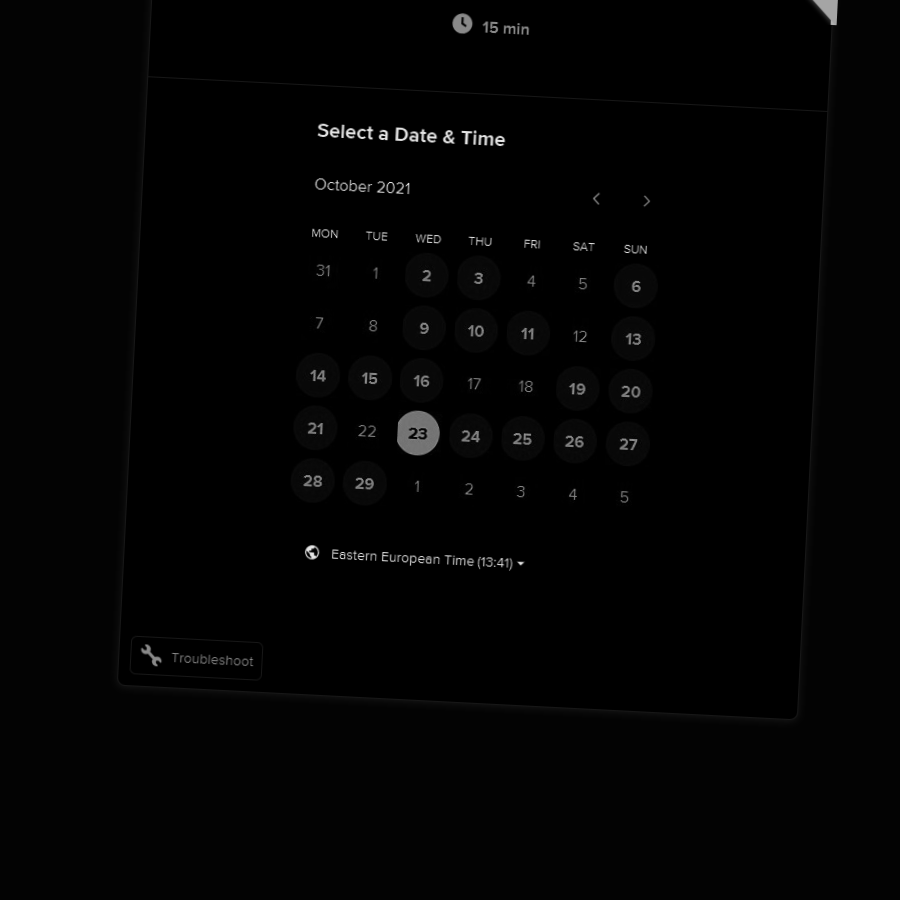 15 min
Select a Date & Time
October 2021
MON TUE WED THU FRI SAT SUN
31 1 2 3 4 5 6
7 8 9 10 11 12 13
14 15 16 17 18 19 20
21 22 23 24 25 26 27
28 29 1 2 3 4 5
Eastern European Time (13:41)
Troubleshoot